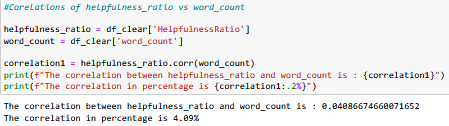 #Corelations of helpfulness_ratio vs word_count
helpfulness_ratio = df_clear['HelpfulnessRatio']
word_count = df_clear['word_count']
correlation1 = helpfulness_ratio.corr(word_count)
print(f"The correlation between helpfulness_ratio and word_count is : {correlation1}")
print(f"The correlation in percentage is {correlation1:.2%}")
The correlation between helpfulness_ratio and word_count is : 0.04086674660071652
The correlation in percentage is 4.09%